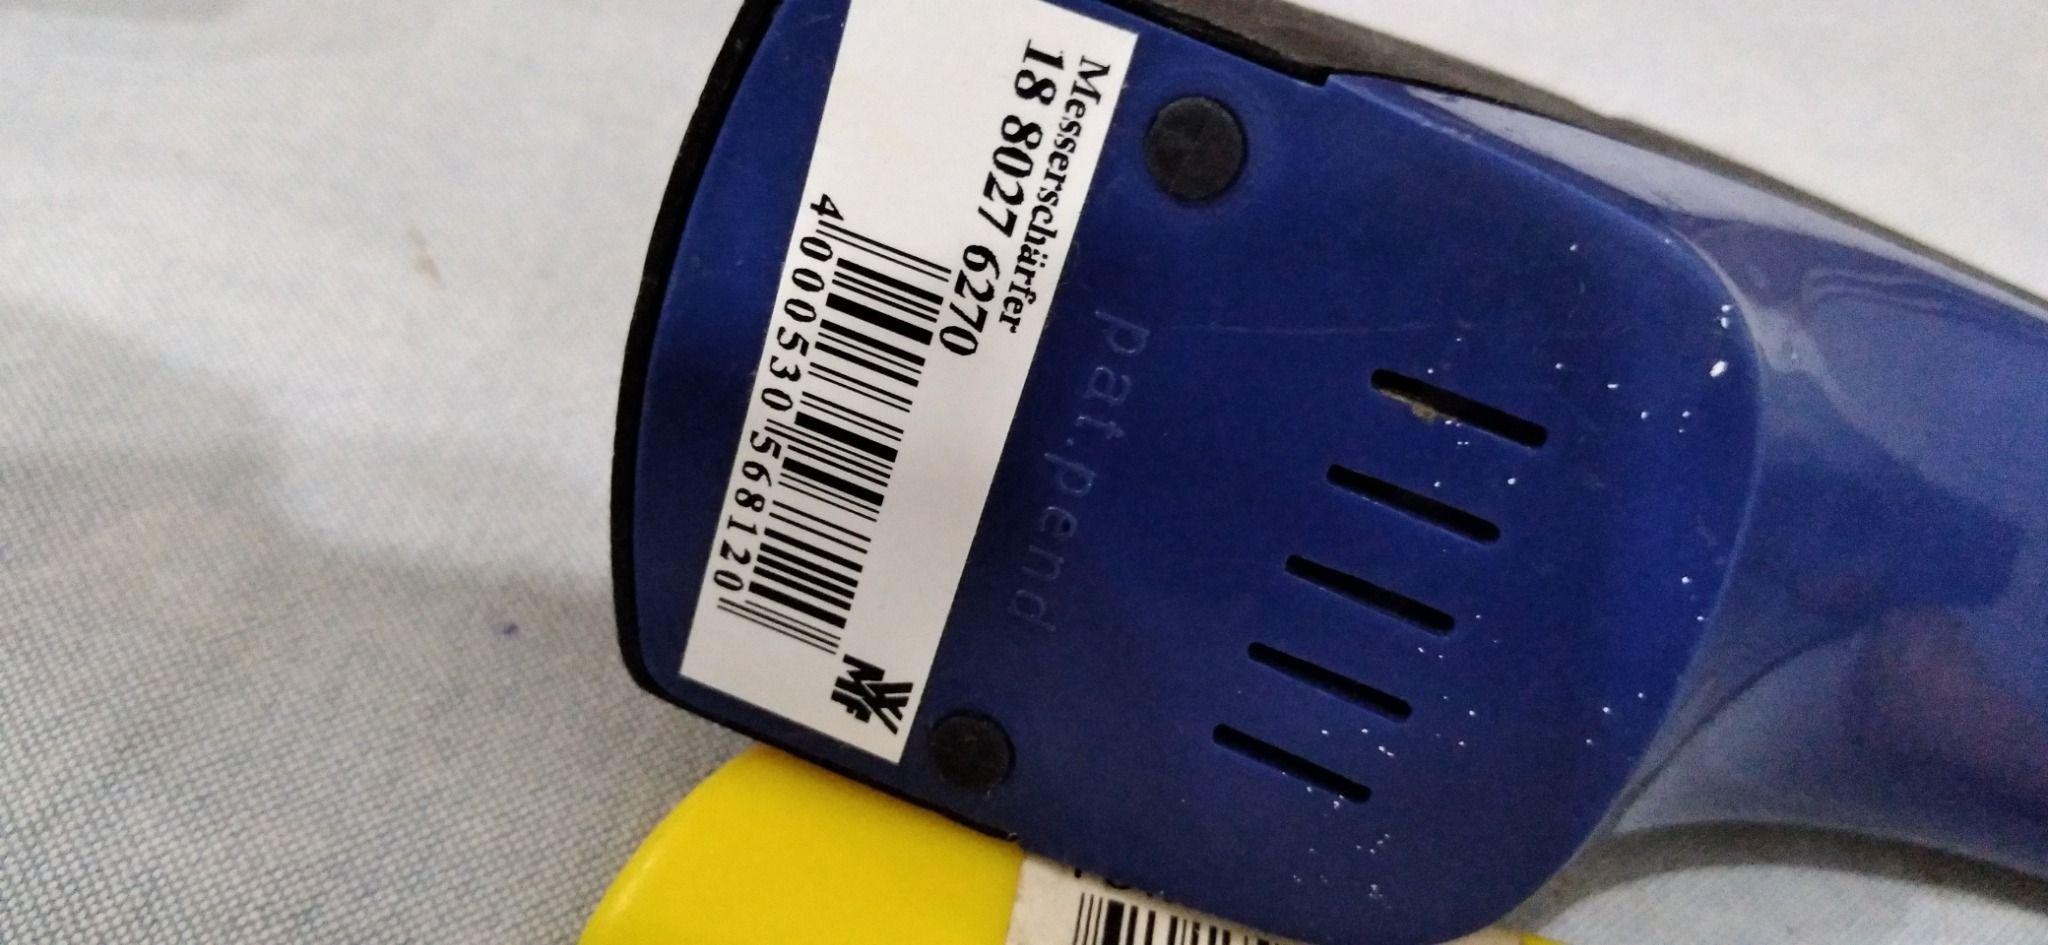 Messerschärfer
18 8027 6270
4 000530 568120
WMF
pat.pend